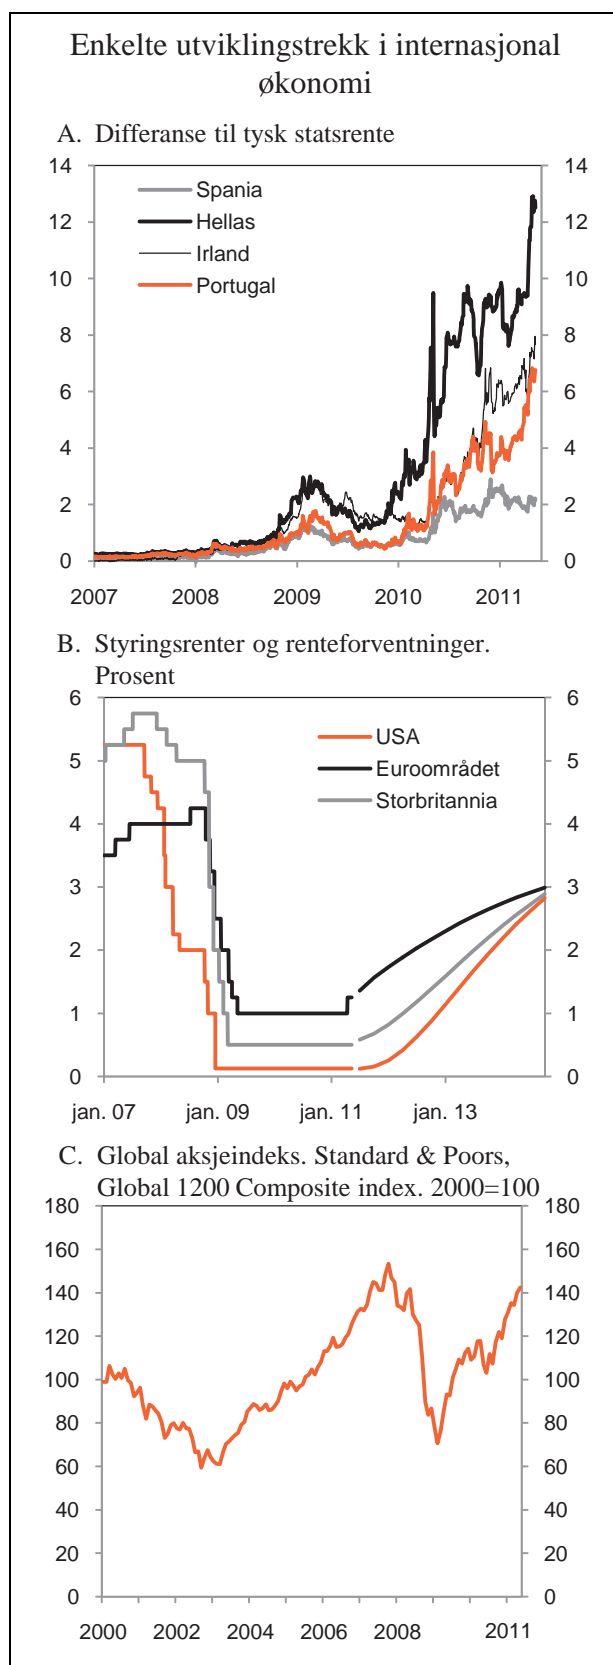 Enkelte utviklingstrekk i internasjonal
økonomi
A. Differanse til tysk statsrente
14 14
Spania
12 12
Hellas
Irland
10 10
Portugal
8 8
6 6
4 4
2 2
0 0
2007 2008 2009 2010 2011
B. Styringsrenter og renteforventninger.
Prosent
6 6
USA
5 5
Euroområdet
Storbritannia
4 4
3 3
2 2
1 1
0 0
jan. 07 jan. 09 jan. 11 jan. 13
C. Global aksjeindeks. Standard & Poors,
Global 1200 Composite index. 2000=100
180 180
160 160
140 140
120 120
100 100
80 80
60 60
40 40
20 20
0 0
2000 2002 2004 2006 2008 2011